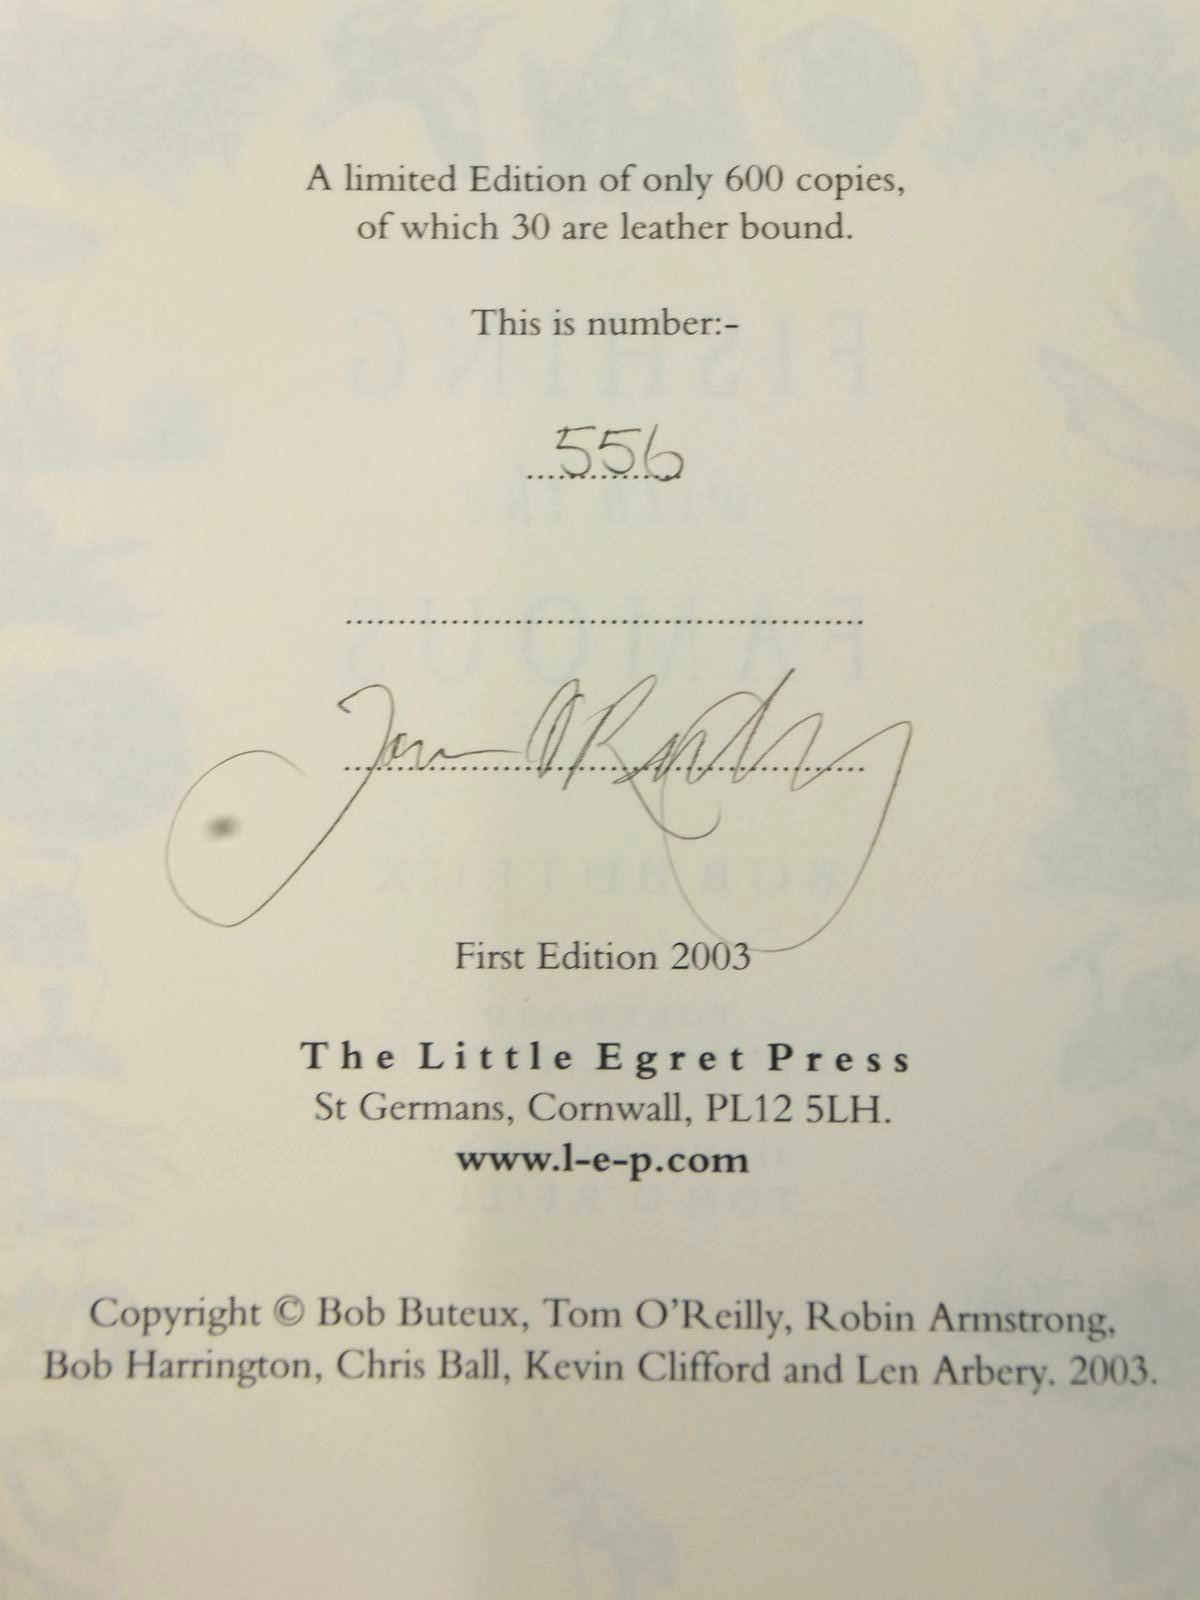 A limited Edition of only 600 copies,
of which 30 are leather bound.
This is number:-
556
Tom O'Reilly
First Edition 2003
The Little Egret Press
St Germans, Cornwall, PL12 5LH.
www.l-e-p.com
Copyright © Bob Buteux, Tom O'Reilly, Robin Armstrong,
Bob Harrington, Chris Ball, Kevin Clifford and Len Arbery. 2003.